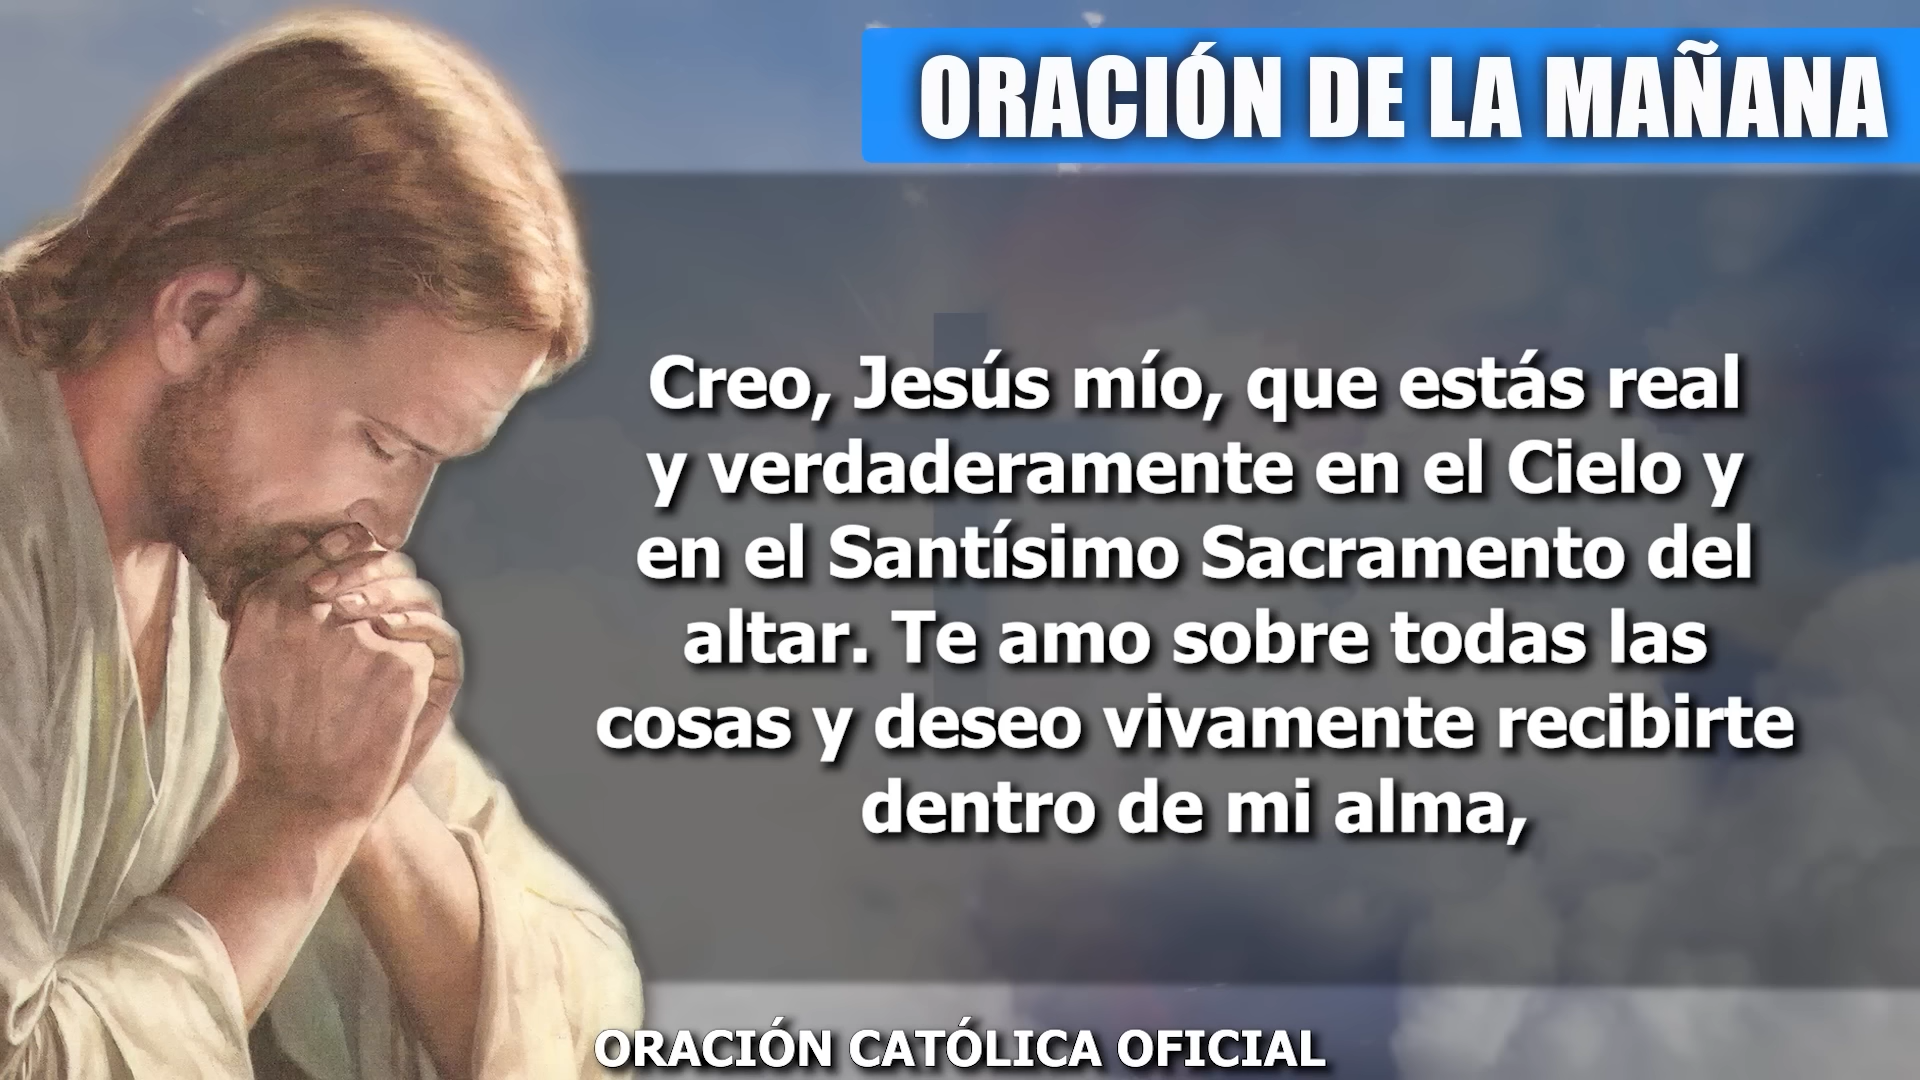 ORACIÓN DE LA MAÑANA
Creo, Jesús mío, que estás real
y verdaderamente en el Cielo y
en el Santísimo Sacramento del
altar. Te amo sobre todas las
cosas y deseo vivamente recibirte
dentro de mi alma,
ORACIÓN CATÓLICA OFICIAL